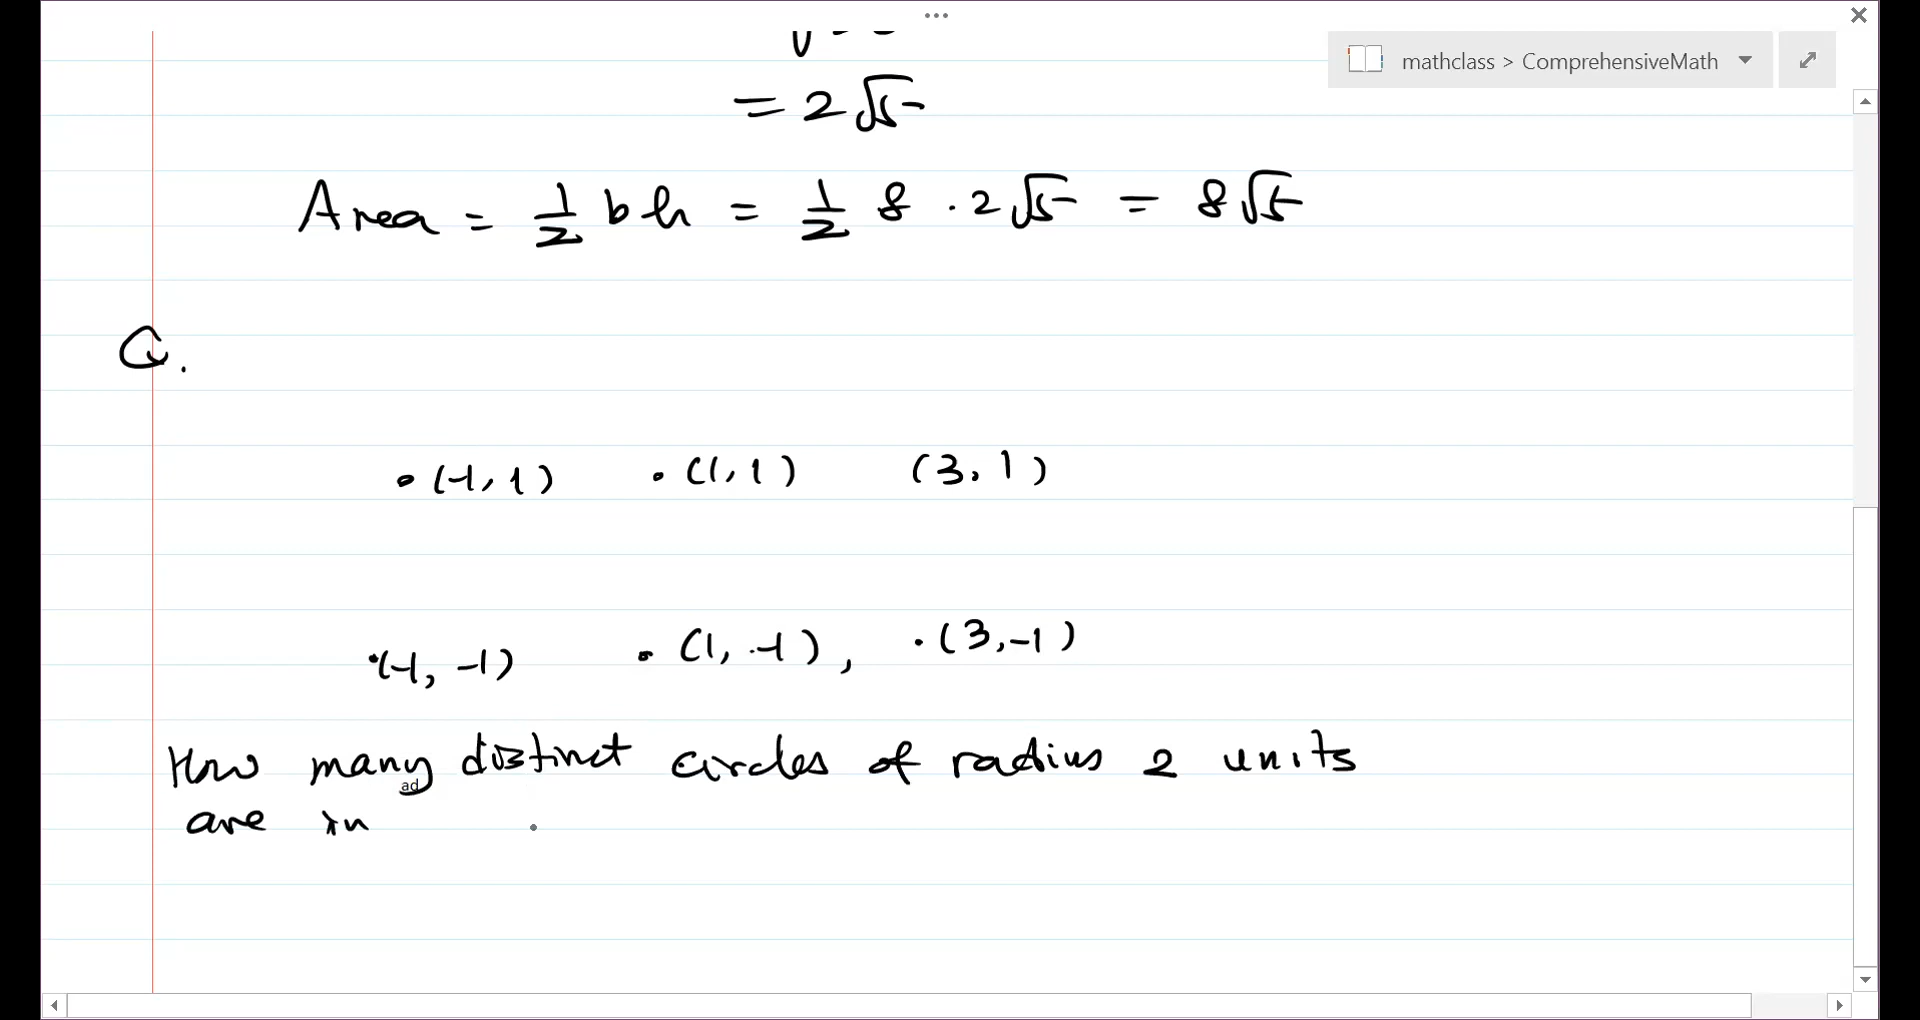 mathclass > ComprehensiveMath
= 2√5
Area = 1/2 bh = 1/2 8 . 2√5 = 8√5
Q.
•(-1, 1) •(1, 1) (3, 1)
•(-1, -1) •(1, -1), •(3, -1)
How many distinct circles of radius 2 units
ad
are in